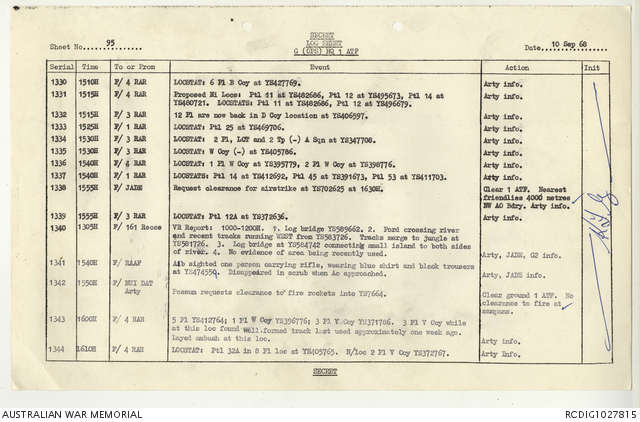 SECRET
LOG SHEET
G (OPS) HQ 1 ATF
Sheet No. 95
Date 10 Sep 68
Serial Time To or From Event Action Init
1330 1510H F/ 4 RAR LOCSTAT: 6 Pl B Coy at YS427769. Arty info.
1331 1515H F/ 4 RAR Proposed Ni Locs: Ptl 11 at YS482686, Ptl 12 at YS495673, Ptl 14 at Arty info.
YS480721. LOCSTATS: Ptl 11 at YS482686, Ptl 12 at YS496679.
1332 1515H F/ 3 RAR 12 Pl are now back in D Coy location at YS406597. Arty info.
1333 1525H F/ 1 RAR LOCSTAT: Ptl 25 at YS469706. Arty info.
1334 1530H F/ 3 RAR LOCSTAT: 2 Pl, LOT and 2 Tp (-) A Sqn at YS347708. Arty info.
1335 1530H F/ 3 RAR LOCSTAT: W Coy (-) at YS405786. Arty info.
1336 1540H F/ 4 RAR LOCSTAT: 1 Pl W Coy YS395779, 2 Pl W Coy YS398776. Arty info.
1337 1540H F/ 1 RAR LOCSTATS: Ptl 14 at YS412692, Ptl 45 at YS391673, Ptl 53 at YS411703. Arty info.
1338 1555H F/ JADE Request clearance for airstrike at YS702625 at 1630H. Clear 1 ATF. Nearest
friendlies 4000 metres
NW AO Bdry. Arty info.
1339 1555H F/ 3 RAR LOCSTAT: Ptl 12A at YS372636. Arty info.
1340 1305H F/ 161 Recce VR Report: 1000-1200H. 1. Log bridge YS589662, 2. Ford crossing river
and recent tracks running WEST from YS583726. Tracks merge to jungle at
YS581726. 3. Log bridge at YS584742 connecting small island to both sides
of river. 4. No evidence of area being recently used. Arty, JADE, G2 info.
1341 1540H F/ RAAF A/b sighted one person carrying rifle, wearing blue shirt and black trousers
at YS474550. Disappeared in scrub when Ac approached. Arty, JADE info.
1342 1550H F/ NUI DAT
Arty
Possum requests clearance to fire rockets into YS7664. Clear ground 1 ATF. No
clearance to fire at
sampans.
1343 1600H F/ 4 RAR 5 Pl YS412764; 1 Pl W Coy YS396776; 3 Pl Y Coy YS371786. 3 Pl Y Coy while
at this loc found well formed track last used approximately one week ago.
Layed ambush at this loc. Arty info.
1344 1610H F/ 4 RAR LOCSTAT: Ptl 32A in 8 Pl loc at YS405765. N/loc 2 Pl Y Coy YS372767. Arty Info.
SECRET
AUSTRALIAN WAR MEMORIAL
RCDIG1027815